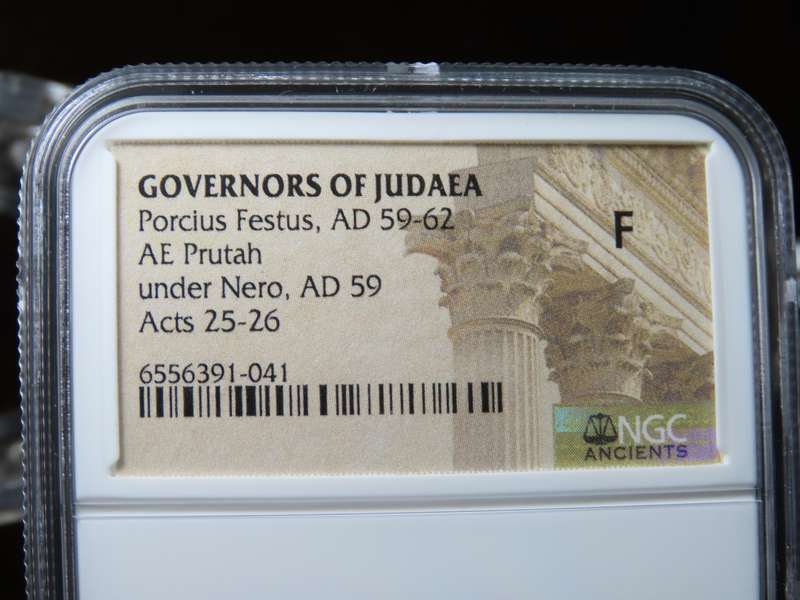 GOVERNORS OF JUDAEA
Porcius Festus, AD 59-62
AE Prutah
under Nero, AD 59
Acts 25-26
F
6556391-041
NGC
ANCIENTS